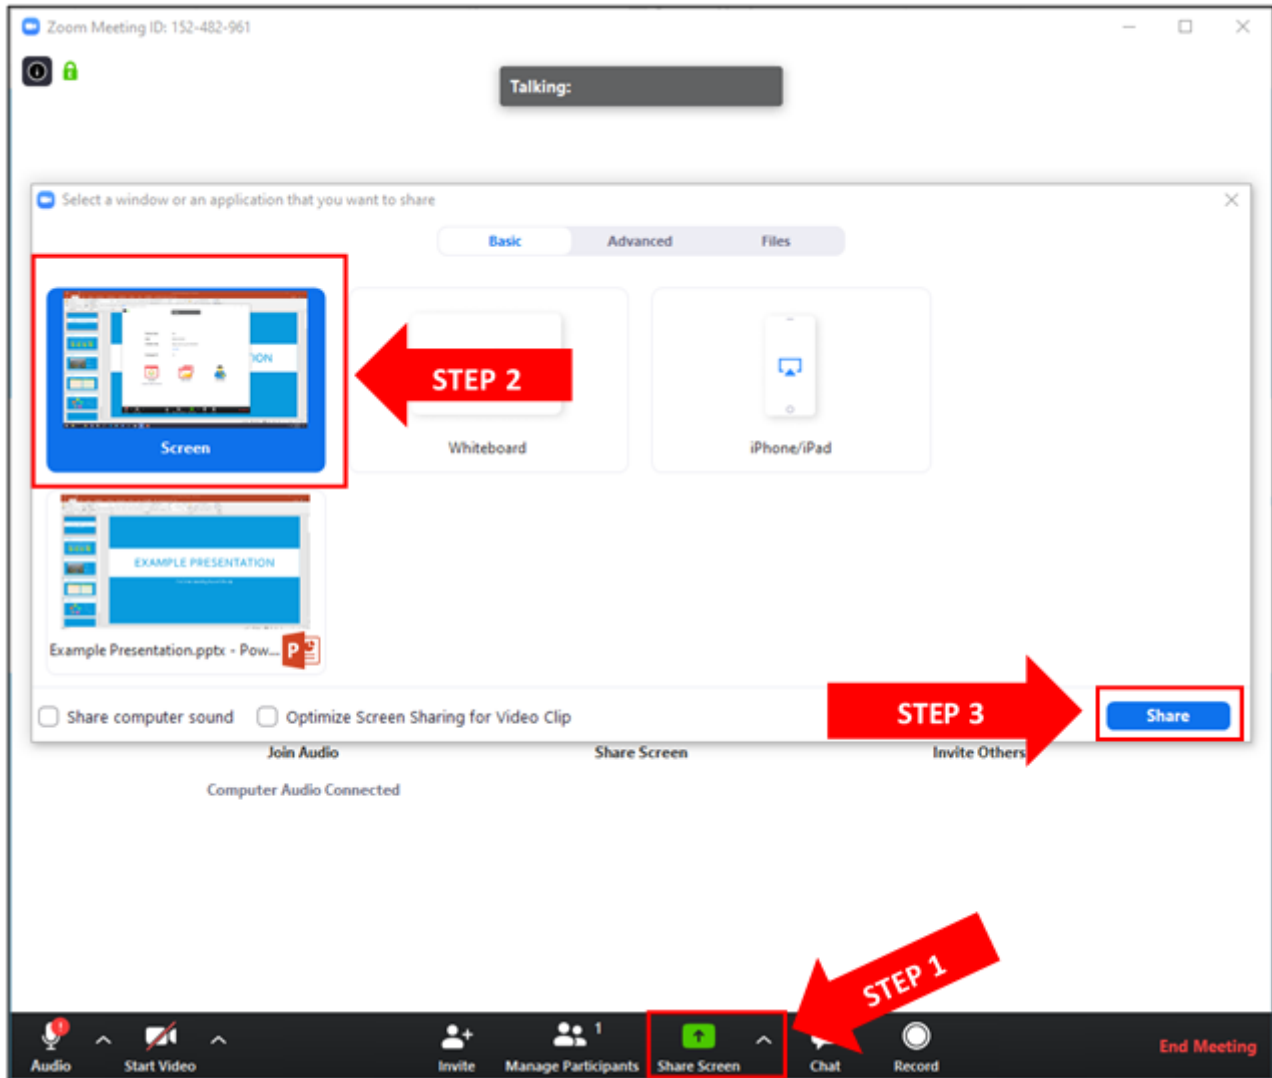 Zoom Meeting ID: 152-482-961
Talking:
Select a window or an application that you want to share
Basic Advanced Files
ION
STEP 2
Screen Whiteboard iPhone/iPad
EXAMPLE PRESENTATION
Example Presentation.pptx - Pow...
P
Share computer sound Optimize Screen Sharing for Video Clip
STEP 3
Share
Join Audio Share Screen Invite Others
Computer Audio Connected
STEP 1
1
Audio Start Video Invite Manage Participants Share Screen Chat Record End Meeting